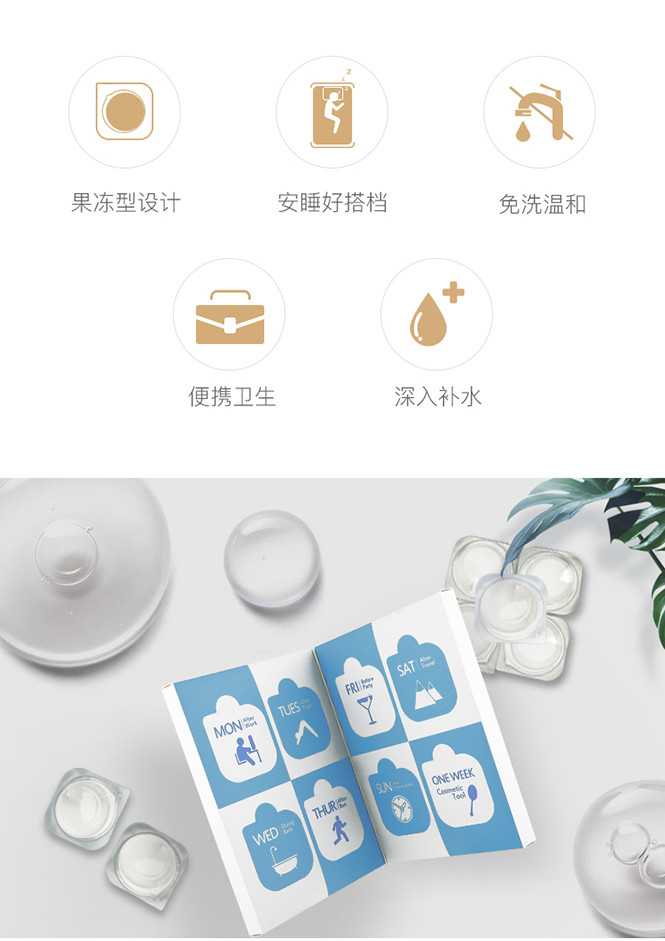 z
z
果冻型设计
安睡好搭档
免洗温和
便携卫生
深入补水
MON After Work
TUES
FRI Before Party
SAT After Travel
WED During Bath
THUR After Run
SUN
ONE WEEK
Cosmetic
Tool